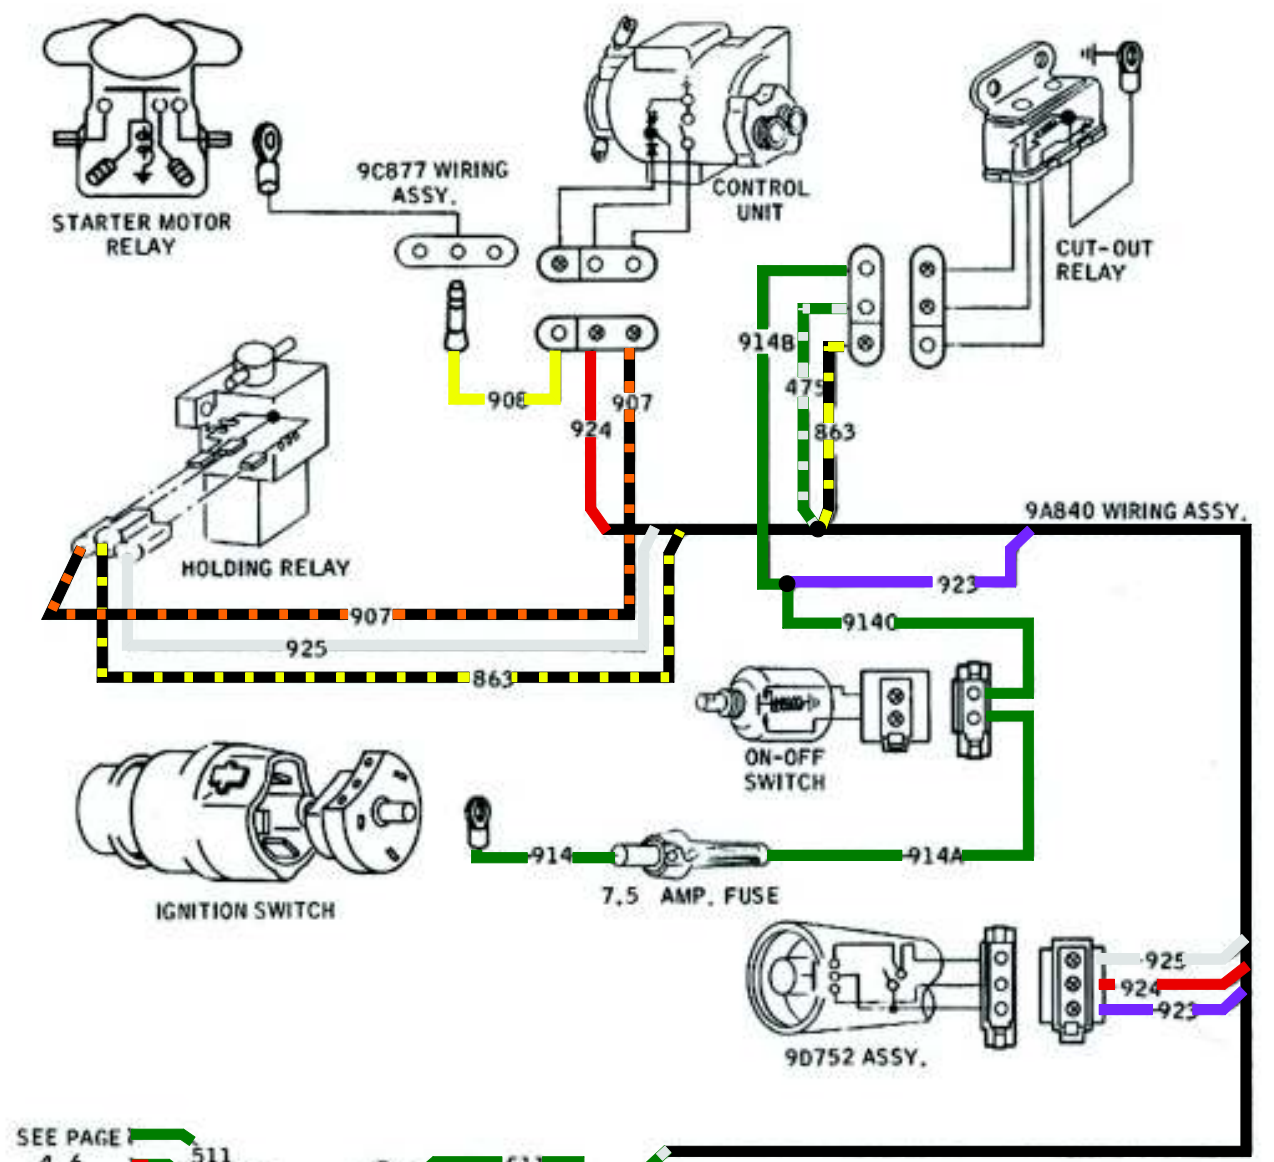 STARTER MOTOR
RELAY
9C877 WIRING
ASSY.
CONTROL
UNIT
CUT-OUT
RELAY
914B
475
863
908
907
924
9A840 WIRING ASSY.
HOLDING RELAY
923
907
914C
925
863
ON-OFF
SWITCH
914
914A
7.5 AMP. FUSE
IGNITION SWITCH
925
924
923
9D752 ASSY.
SEE PAGE
511